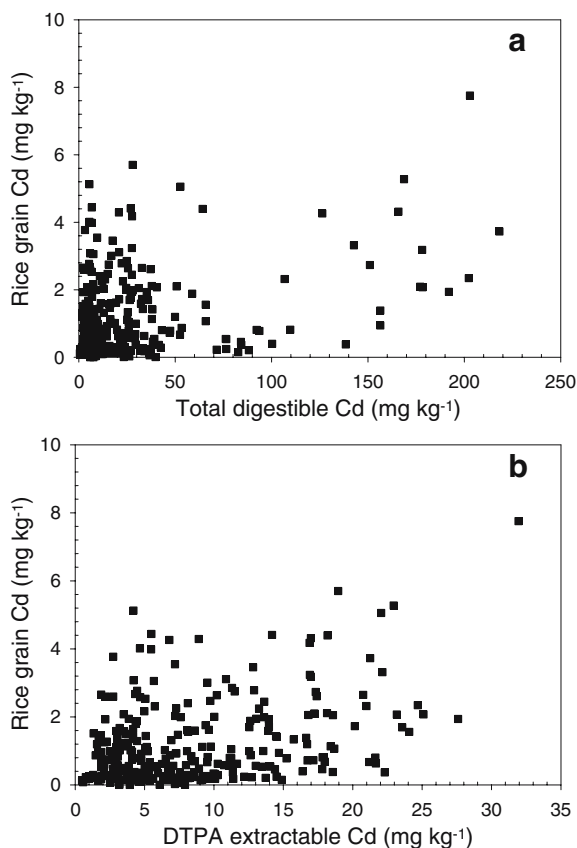 10
a
8
6
4
2
0
Rice grain Cd (mg kg⁻¹)
0 50 100 150 200 250
Total digestible Cd (mg kg⁻¹)
10
b
8
6
4
2
0
Rice grain Cd (mg kg⁻¹)
0 5 10 15 20 25 30 35
DTPA extractable Cd (mg kg⁻¹)